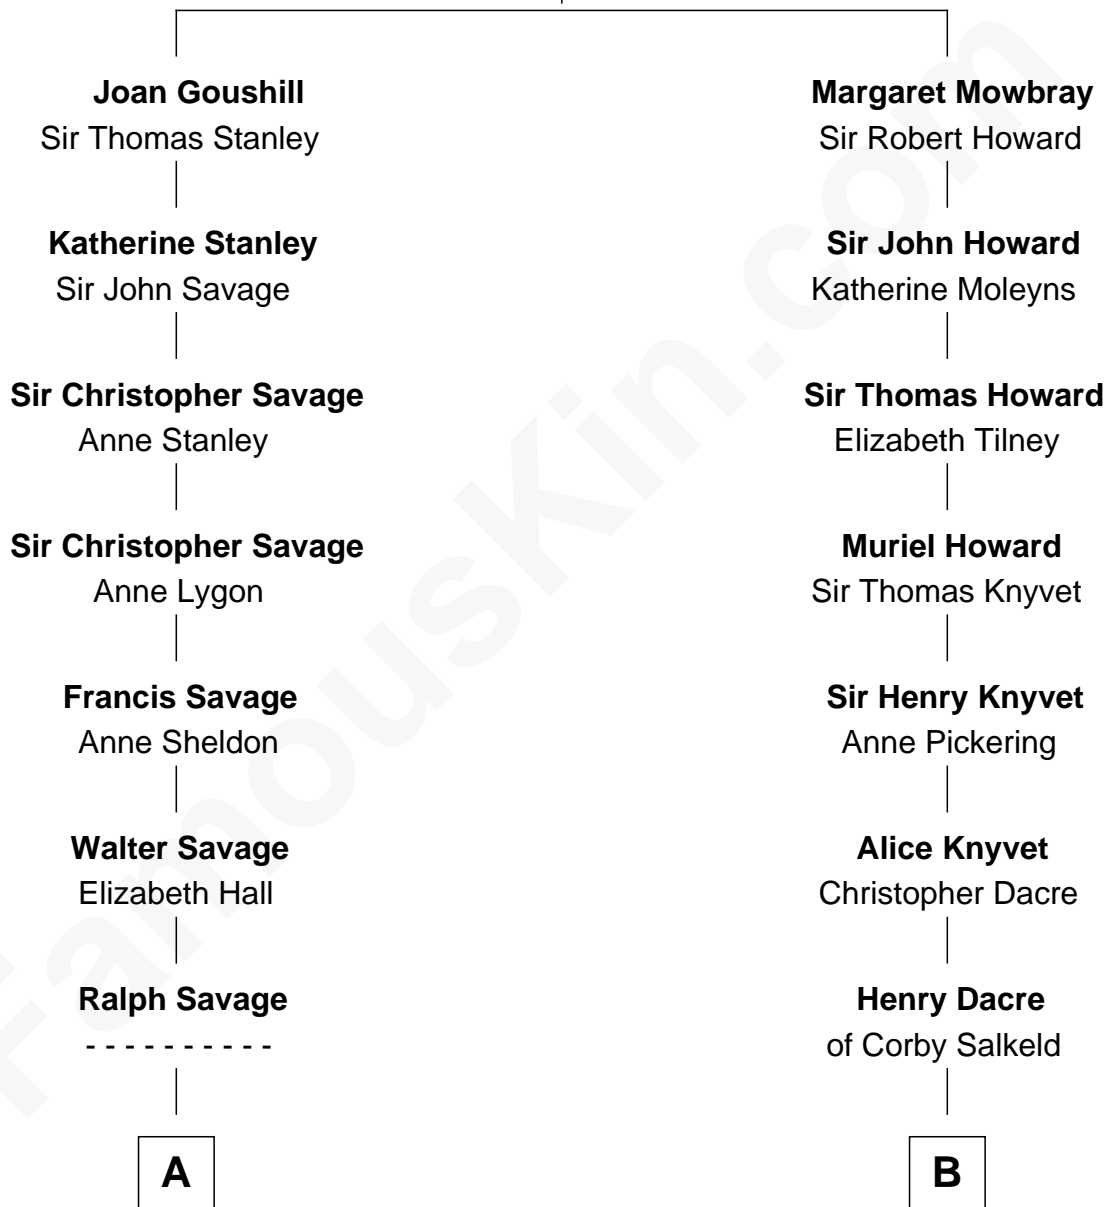 Joan Goushill
Sir Thomas Stanley
Katherine Stanley
Sir John Savage
Sir Christopher Savage
Anne Stanley
Sir Christopher Savage
Anne Lygon
Francis Savage
Anne Sheldon
Walter Savage
Elizabeth Hall
Ralph Savage
- - - - - - - - - -
A
Margaret Mowbray
Sir Robert Howard
Sir John Howard
Katherine Moleyns
Sir Thomas Howard
Elizabeth Tilney
Muriel Howard
Sir Thomas Knyvet
Sir Henry Knyvet
Anne Pickering
Alice Knyvet
Christopher Dacre
Henry Dacre
of Corby Salkeld
B
FamousKin.com